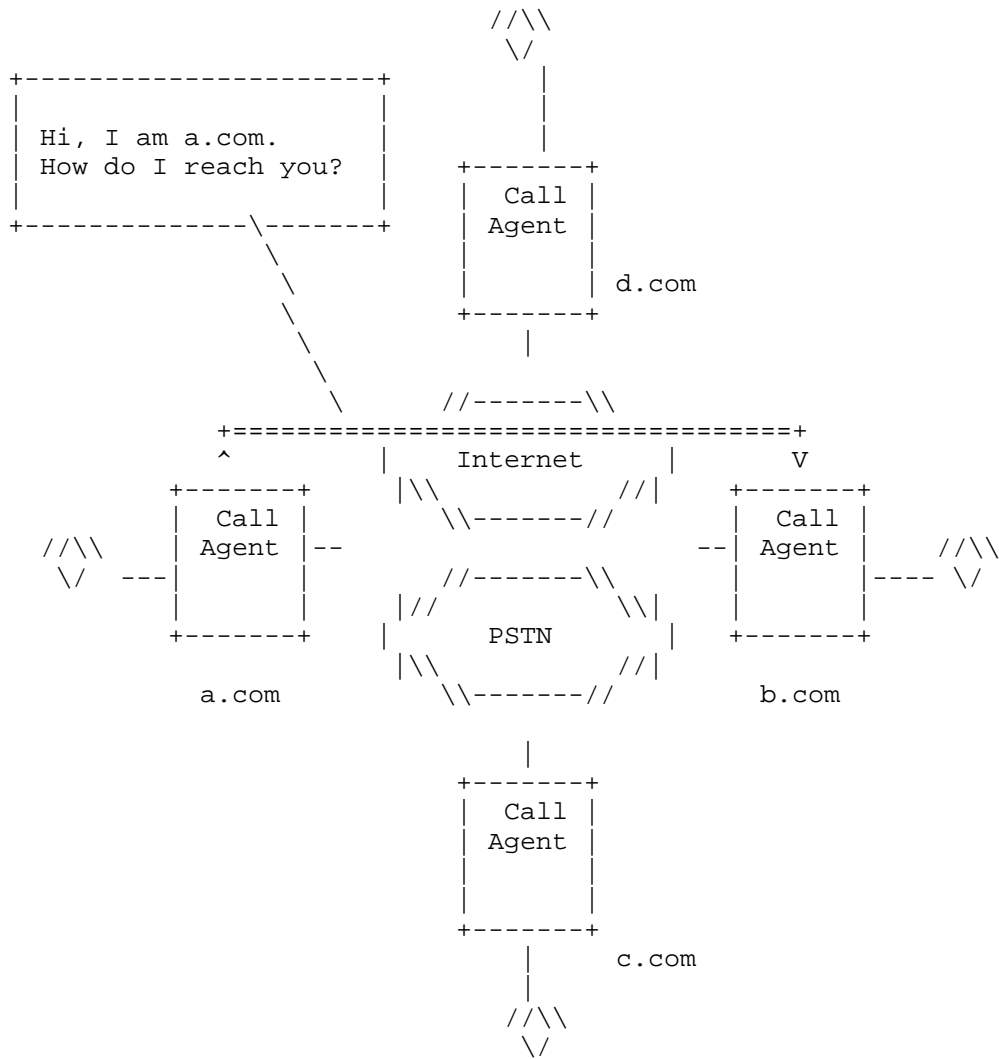 Hi, I am a.com.
How do I reach you?
Call
Agent
d.com
Internet
Call
Agent
Call
Agent
PSTN
a.com
b.com
Call
Agent
c.com